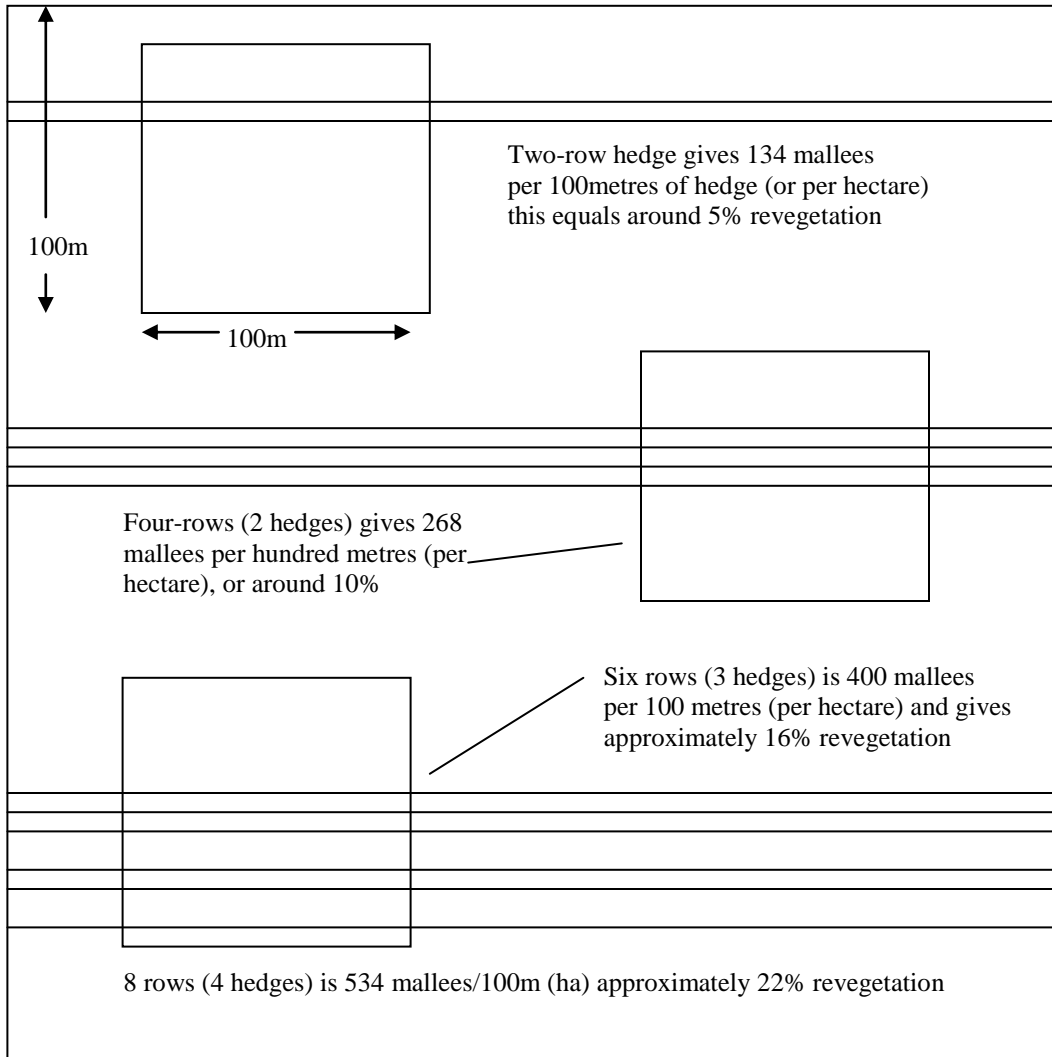 Two-row hedge gives 134 mallees
per 100metres of hedge (or per hectare)
this equals around 5% revegetation
100m
100m
Four-rows (2 hedges) gives 268
mallees per hundred metres (per
hectare), or around 10%
Six rows (3 hedges) is 400 mallees
per 100 metres (per hectare) and gives
approximately 16% revegetation
8 rows (4 hedges) is 534 mallees/100m (ha) approximately 22% revegetation